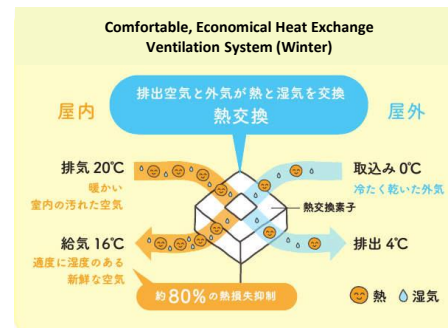 Comfortable, Economical Heat Exchange
Ventilation System (Winter)
排出空気と外気が熱と湿気を交換
熱交換
屋内
屋外
排気 20℃
暖かい
室内の汚れた空気
取込み 0℃
冷たく乾いた外気
熱交換素子
給気 16℃
適度に湿度のある
新鮮な空気
排出 4℃
約80%の熱損失抑制
熱 湿気